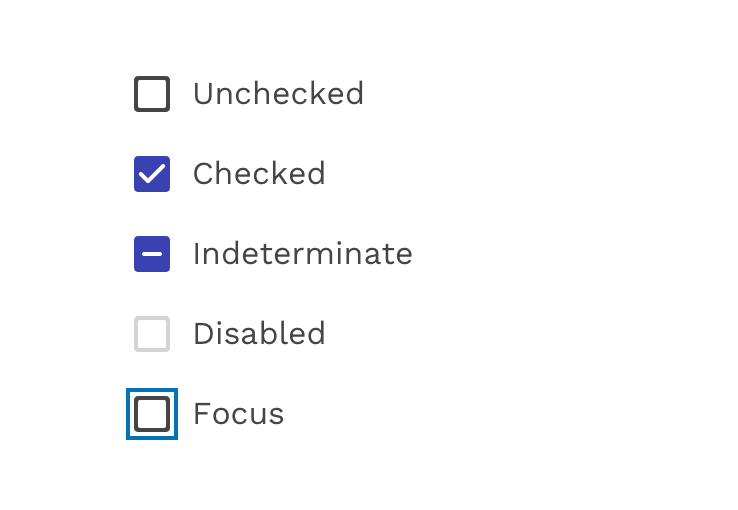 Unchecked
Checked
Indeterminate
Disabled
Focus